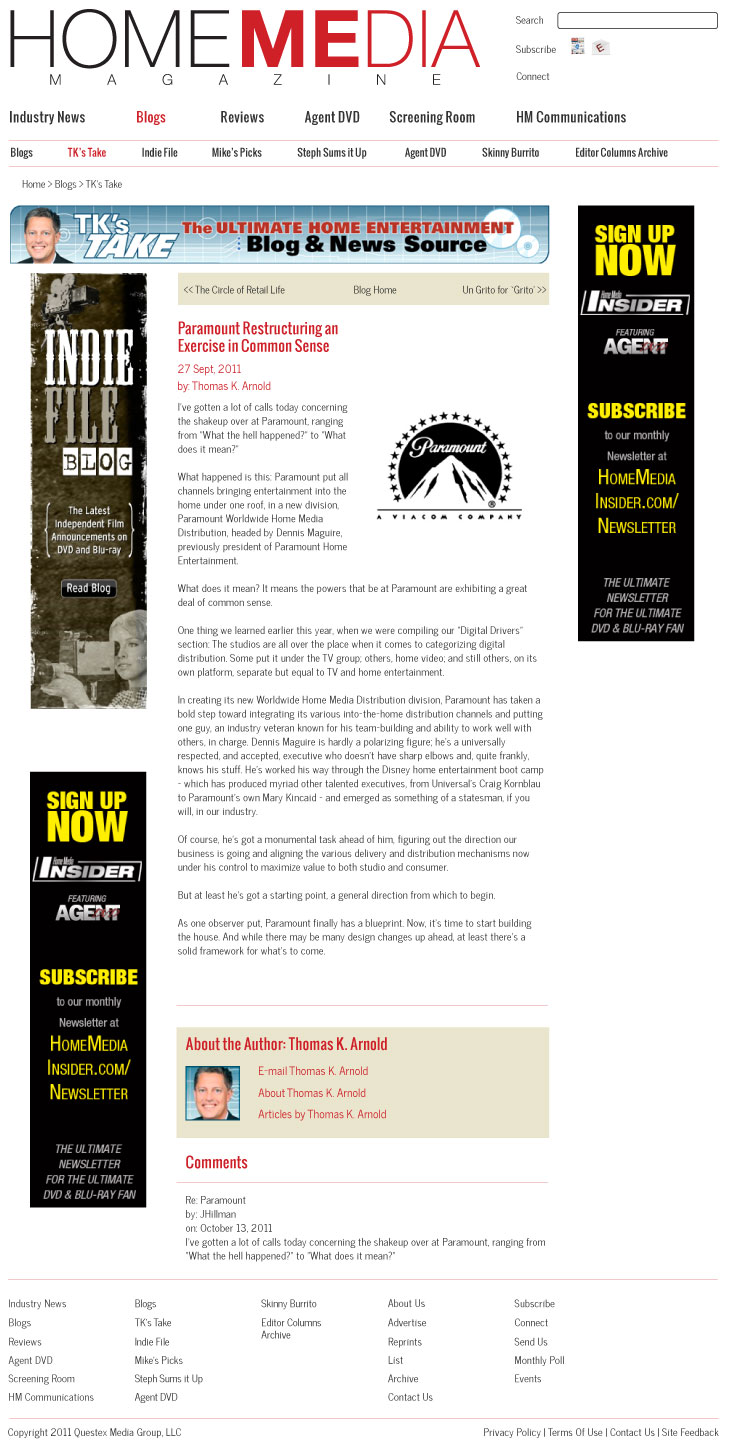 HOMEMEDIA
MAGAZINE
Search
Subscribe
Connect
Industry News Blogs Reviews Agent DVD Screening Room HM Communications
Blogs TK's Take Indie File Mike's Picks Steph Sums it Up Agent DVD Skinny Burrito Editor Columns Archive
Home > Blogs > TK's Take
TK's
TAKE
The ULTIMATE HOME ENTERTAINMENT
Blog & News Source
<< The Circle of Retail Life Blog Home Un Grito for 'Grito' >>
INDIE
FILE
BLOG
The Latest
Independent Film
Announcements on
DVD and Blu-ray
Read Blog
Paramount Restructuring an
Exercise in Common Sense
27 Sept, 2011
by: Thomas K. Arnold
I've gotten a lot of calls today concerning
the shakeup over at Paramount, ranging
from "What the hell happened?" to "What
does it mean?"
What happened is this: Paramount put all
channels bringing entertainment into the
home under one roof, in a new division,
Paramount Worldwide Home Media
Distribution, headed by Dennis Maguire,
previously president of Paramount Home
Entertainment.
Paramount
®
A VIACOM COMPANY
What does it mean? It means the powers that be at Paramount are exhibiting a great
deal of common sense.
One thing we learned earlier this year, when we were compiling our "Digital Drivers"
section: The studios are all over the place when it comes to categorizing digital
distribution. Some put it under the TV group; others, home video; and still others, on its
own platform, separate but equal to TV and home entertainment.
In creating its new Worldwide Home Media Distribution division, Paramount has taken a
bold step toward integrating its various into-the-home distribution channels and putting
one guy, an industry veteran known for his team-building and ability to work well with
others, in charge. Dennis Maguire is hardly a polarizing figure; he's a universally
respected, and accepted, executive who doesn't have sharp elbows and, quite frankly,
knows his stuff. He's worked his way through the Disney home entertainment boot camp
- which has produced myriad other talented executives, from Universal's Craig Kornblau
to Paramount's own Mary Kincaid - and emerged as something of a statesman, if you
will, in our industry.
Of course, he's got a monumental task ahead of him, figuring out the direction our
business is going and aligning the various delivery and distribution mechanisms now
under his control to maximize value to both studio and consumer.
But at least he's got a starting point, a general direction from which to begin.
As one observer put, Paramount finally has a blueprint. Now, it's time to start building
the house. And while there may be many design changes up ahead, at least there's a
solid framework for what's to come.
SIGN UP
NOW
Home Media
INSIDER
FEATURING
AGENT
SUBSCRIBE
to our monthly
Newsletter at
HOMEMEDIA
INSIDER.COM/
NEWSLETTER
THE ULTIMATE
NEWSLETTER
FOR THE ULTIMATE
DVD & BLU-RAY FAN
SIGN UP
NOW
Home Media
INSIDER
FEATURING
AGENT
SUBSCRIBE
to our monthly
Newsletter at
HOMEMEDIA
INSIDER.COM/
NEWSLETTER
THE ULTIMATE
NEWSLETTER
FOR THE ULTIMATE
DVD & BLU-RAY FAN
About the Author: Thomas K. Arnold
E-mail Thomas K. Arnold
About Thomas K. Arnold
Articles by Thomas K. Arnold
Comments
Re: Paramount
by: JHillman
on: October 13, 2011
I've gotten a lot of calls today concerning the shakeup over at Paramount, ranging from
"What the hell happened?" to "What does it mean?"
Industry News Blogs Skinny Burrito About Us Subscribe
Blogs TK's Take Editor Columns Advertise Connect
Archive
Reviews Indie File Reprints Send Us
Agent DVD Mike's Picks List Monthly Poll
Screening Room Steph Sums it Up Archive Events
HM Communications Agent DVD Contact Us
Copyright 2011 Questex Media Group, LLC Privacy Policy | Terms Of Use | Contact Us | Site Feedback